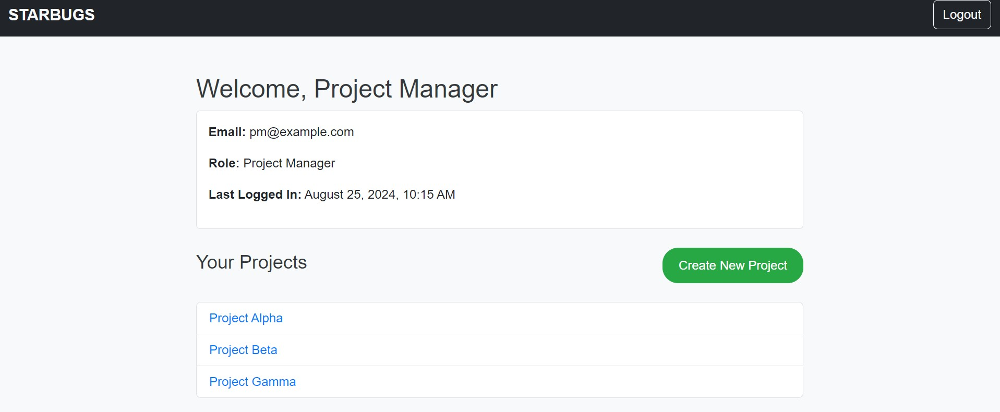 STARBUGS
Logout
Welcome, Project Manager
Email: pm@example.com
Role: Project Manager
Last Logged In: August 25, 2024, 10:15 AM
Your Projects
Create New Project
Project Alpha
Project Beta
Project Gamma